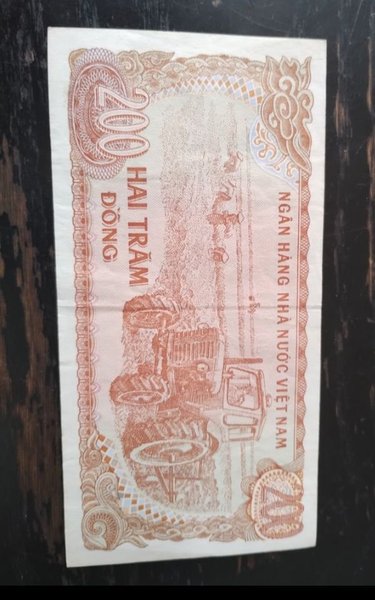 NGÂN HÀNG NHÀ NƯỚC VIỆT NAM
200
HAI TRĂM
ĐỒNG
200